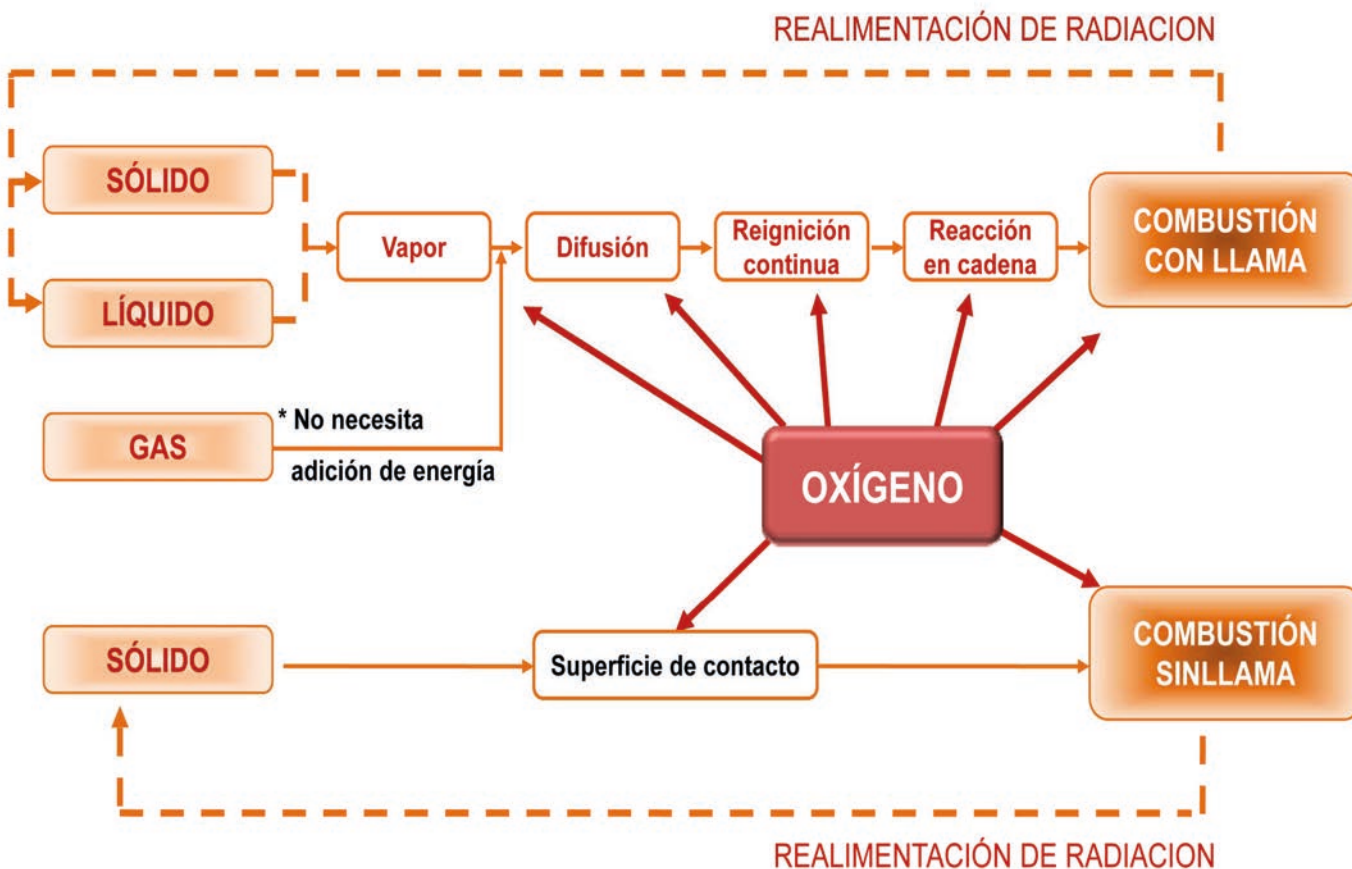 REALIMENTACIÓN DE RADIACION
SÓLIDO
LÍQUIDO
Vapor
Difusión
Reignición
continua
Reacción
en cadena
COMBUSTIÓN
CON LLAMA
GAS
* No necesita
adición de energía
OXÍGENO
SÓLIDO
Superficie de contacto
COMBUSTIÓN
SINLLAMA
REALIMENTACIÓN DE RADIACION